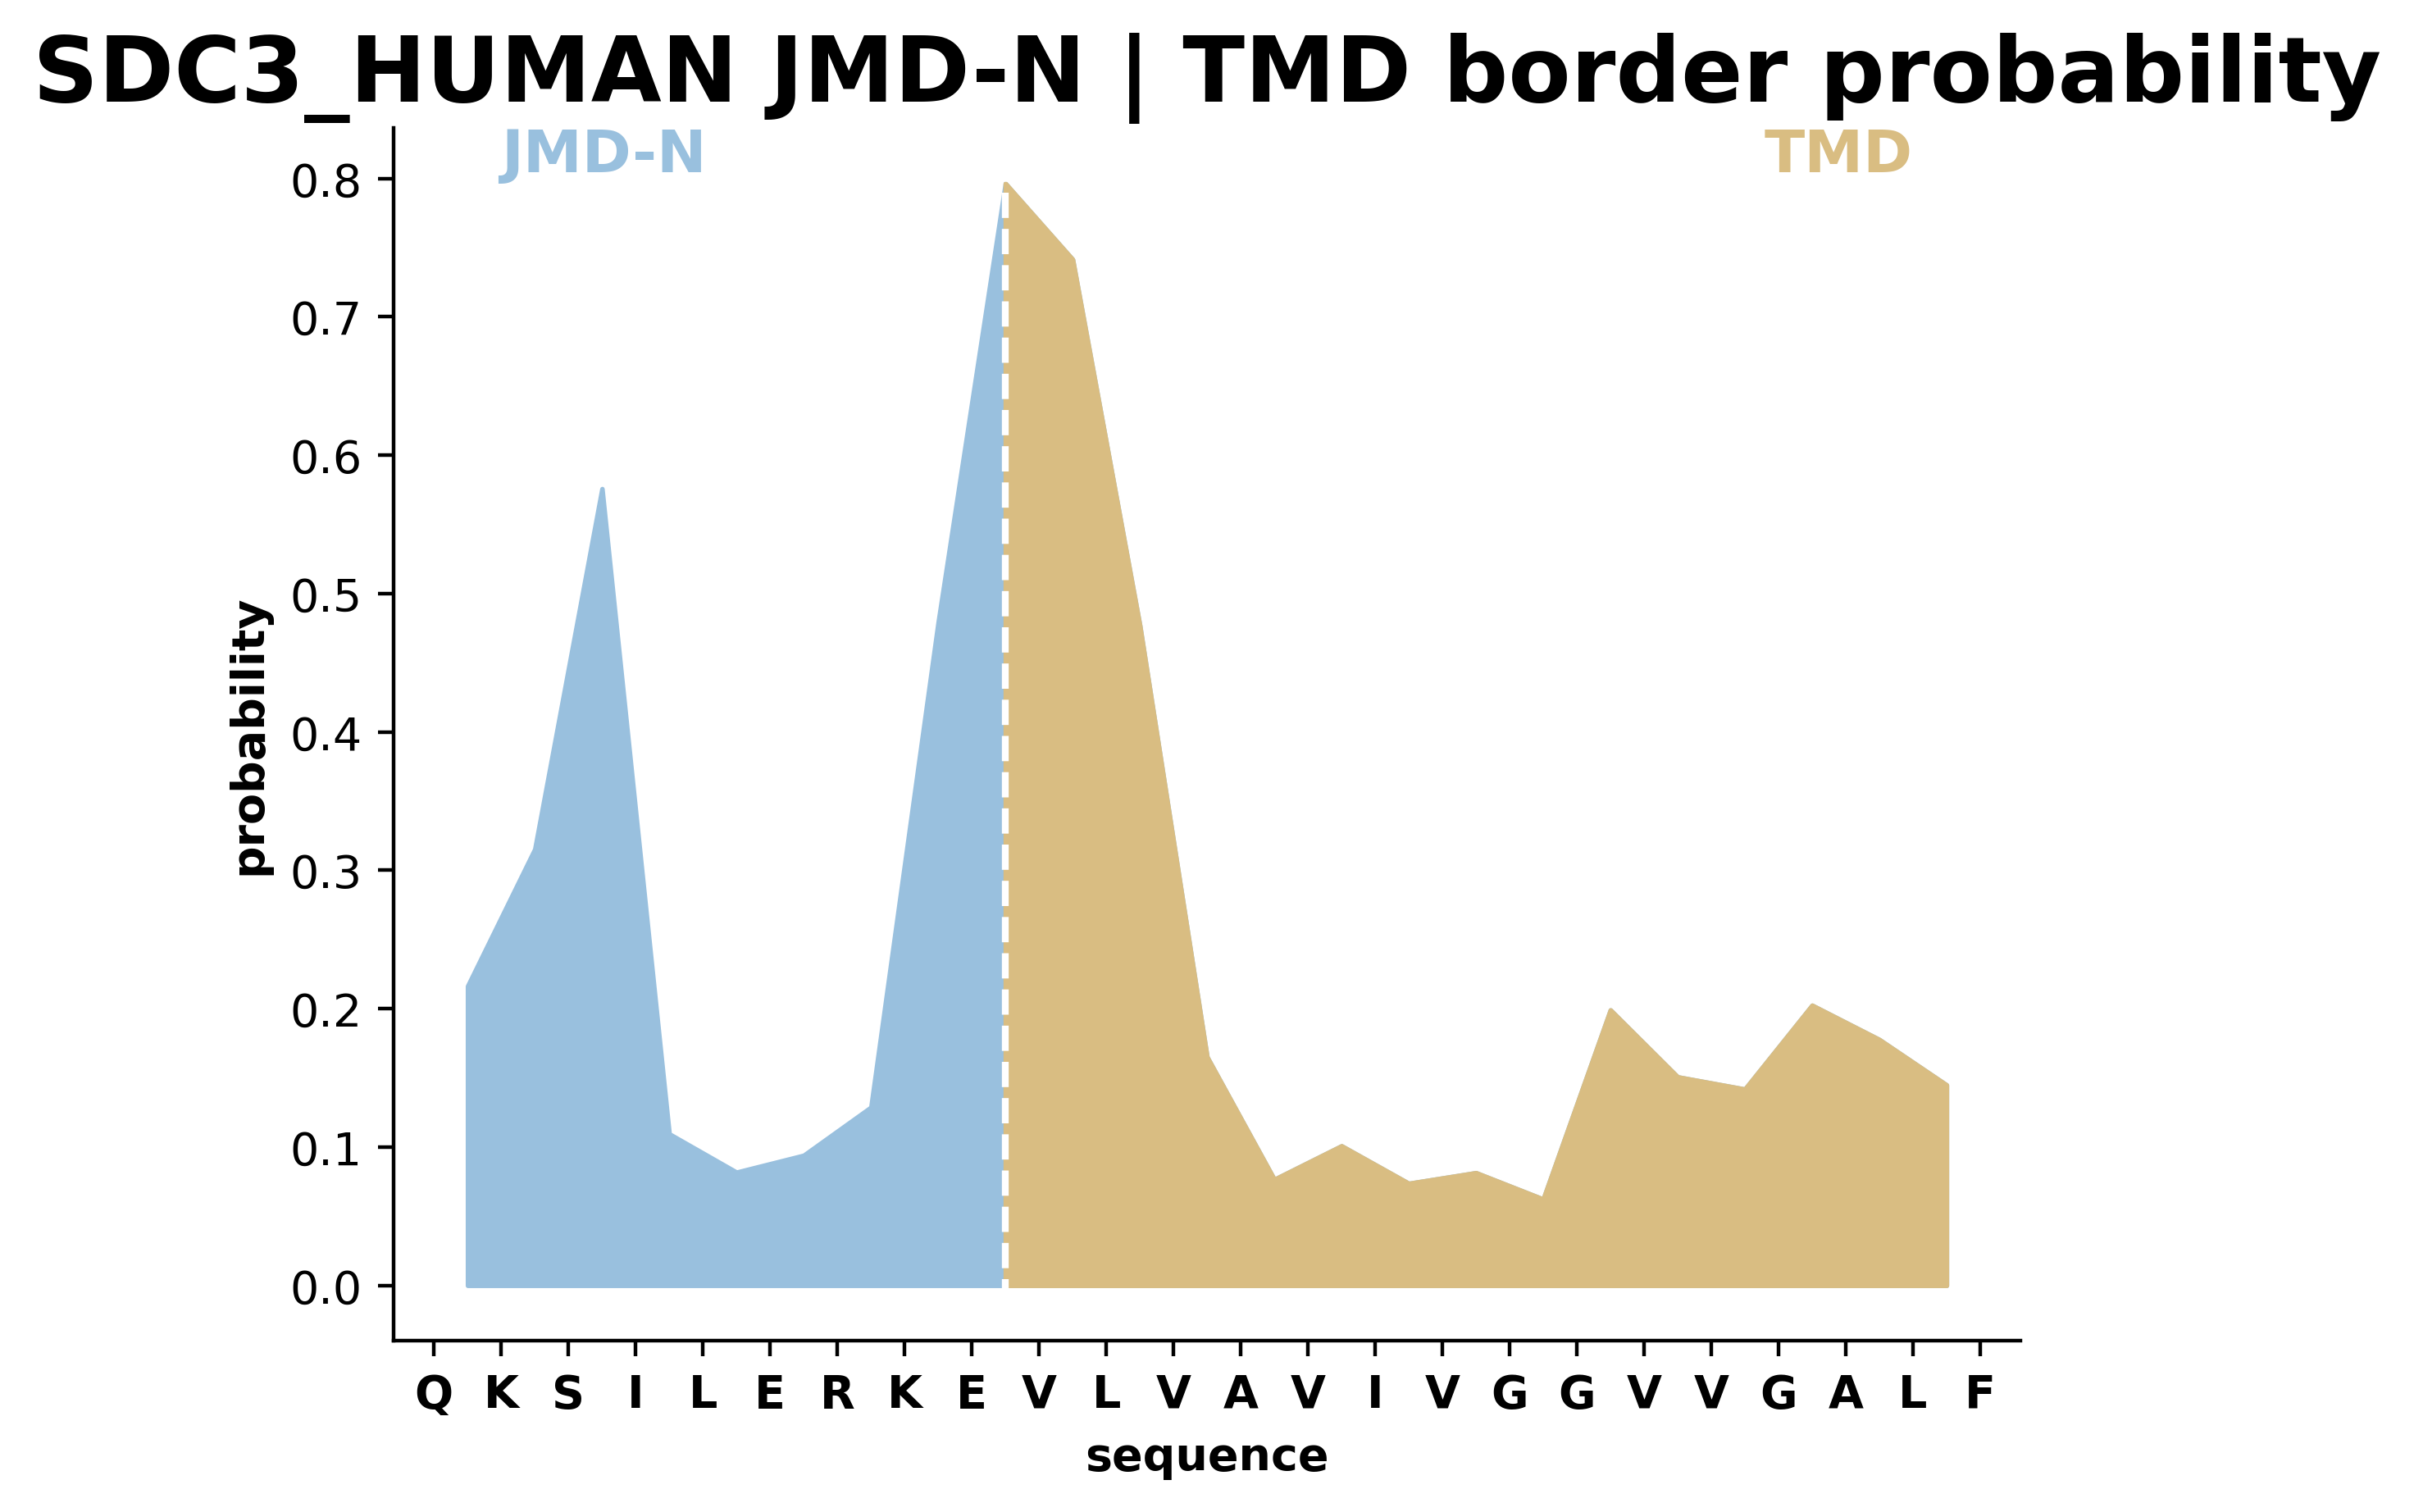 SDC3_HUMAN JMD-N | TMD border probability
JMD-N
TMD
0.8
0.7
0.6
0.5
0.4
0.3
0.2
0.1
0.0
probability
Q K S I L E R K E V L V A V I V G G V V G A L F
sequence